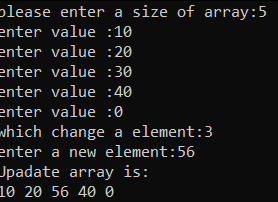 please enter a size of array:5
enter value :10
enter value :20
enter value :30
enter value :40
enter value :0
which change a element:3
enter a new element:56
Upadate array is:
10 20 56 40 0